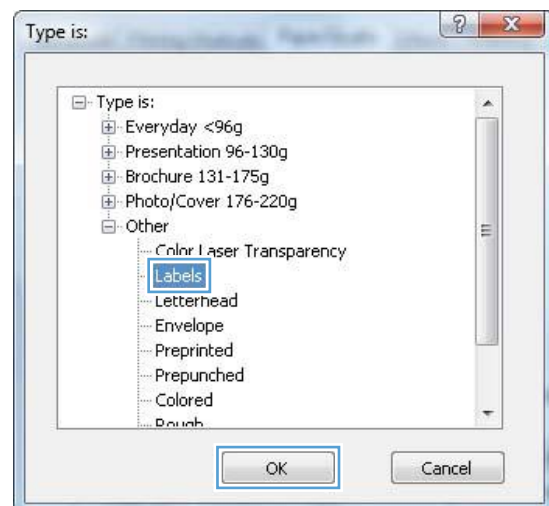 Type is:
Type is:
Everyday <96g
Presentation 96-130g
Brochure 131-175g
Photo/Cover 176-220g
Other
Color Laser Transparency
Labels
Letterhead
Envelope
Preprinted
Prepunched
Colored
Rough
OK Cancel